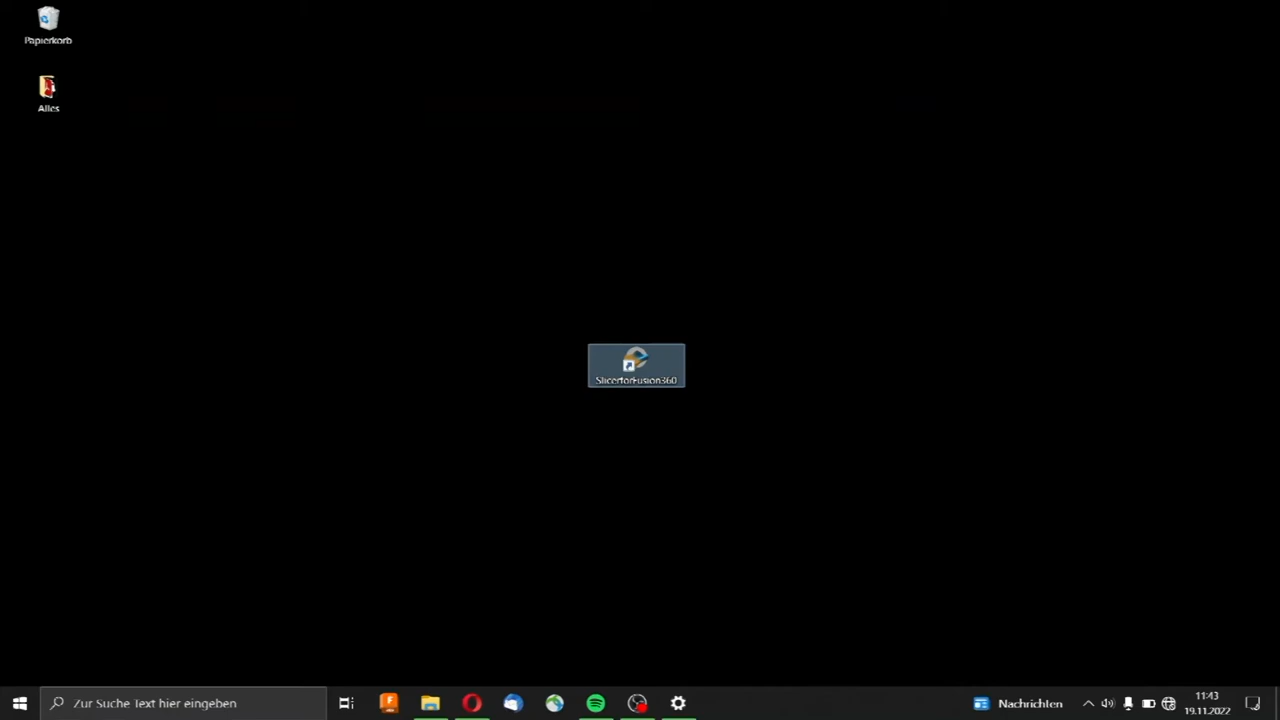 Papierkorb
Alles
SlicerforFusion360
Zur Suche Text hier eingeben
Nachrichten
11:43
19.11.2022